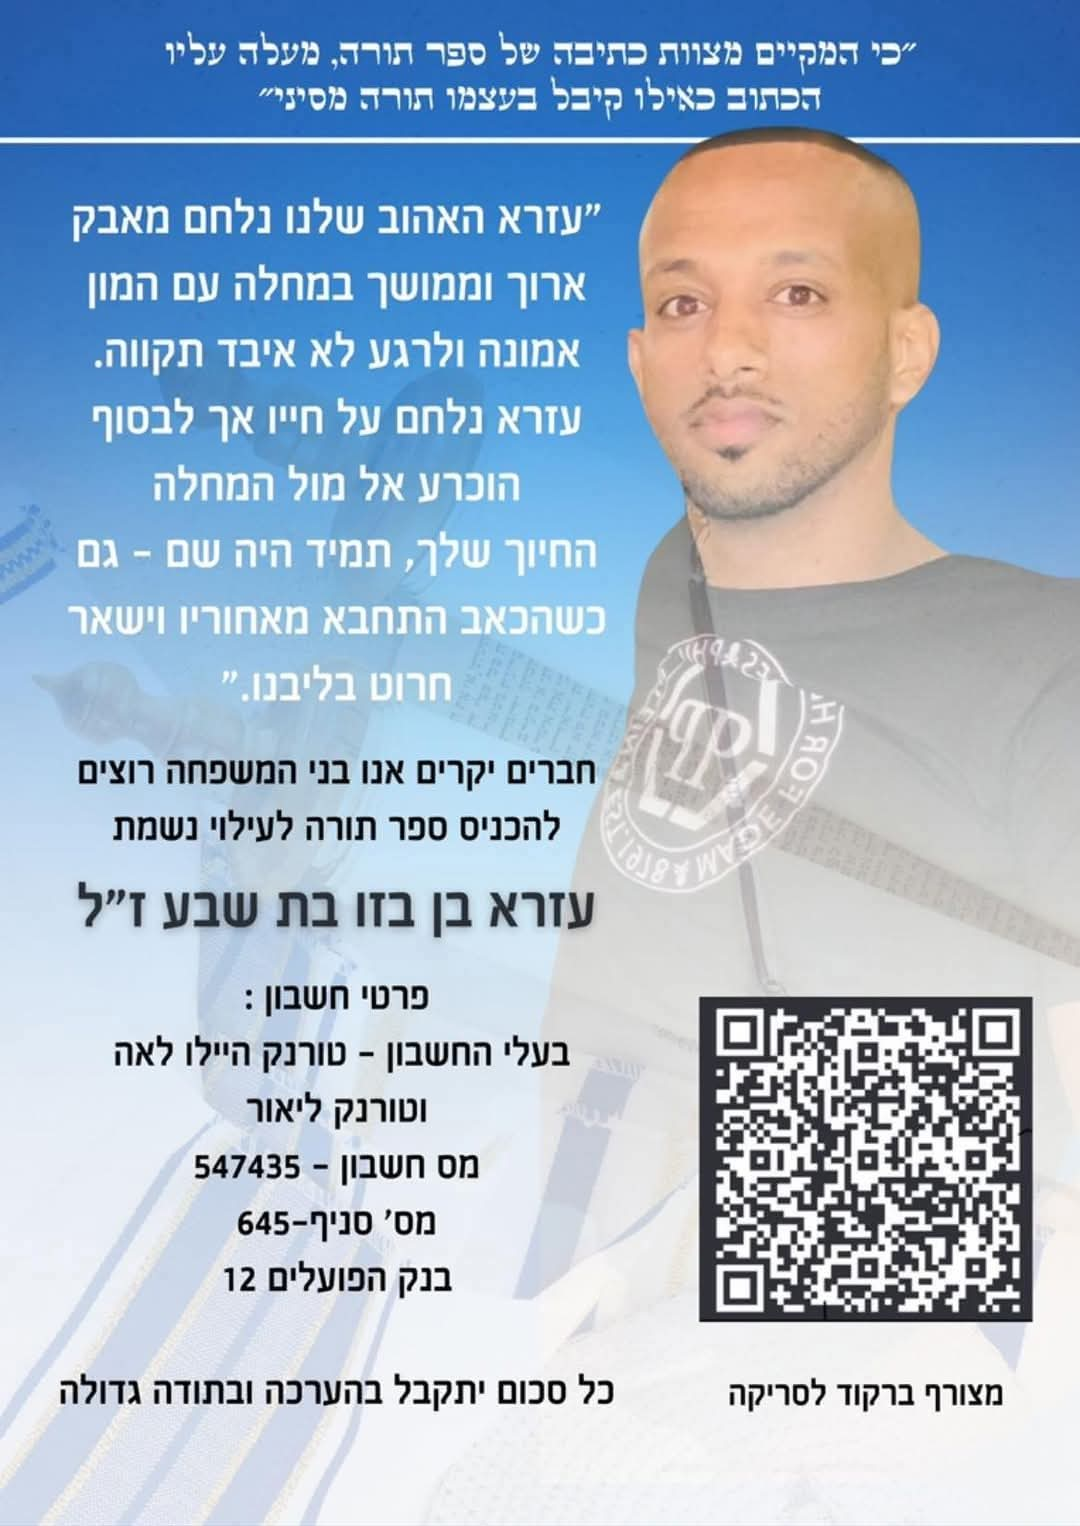 ״כי המקיים מצוות כתיבה של ספר תורה, מעלה עליו
הכתוב כאילו קיבל בעצמו תורה מסיני״
"עזרא האהוב שלנו נלחם מאבק
ארוך וממושך במחלה עם המון
אמונה ולרגע לא איבד תקווה.
עזרא נלחם על חייו אך לבסוף
הוכרע אל מול המחלה
החיוך שלך, תמיד היה שם - גם
כשהכאב התחבא מאחוריו וישאר
חרוט בליבנו."
חברים יקרים אנו בני המשפחה רוצים
להכניס ספר תורה לעילוי נשמת
עזרא בן בזו בת שבע ז"ל
פרטי חשבון :
בעלי החשבון - טורנק היילו לאה
וטורנק ליאור
מס חשבון - 547435
מס' סניף-645
בנק הפועלים 12
כל סכום יתקבל בהערכה ובתודה גדולה
מצורף ברקוד לסריקה